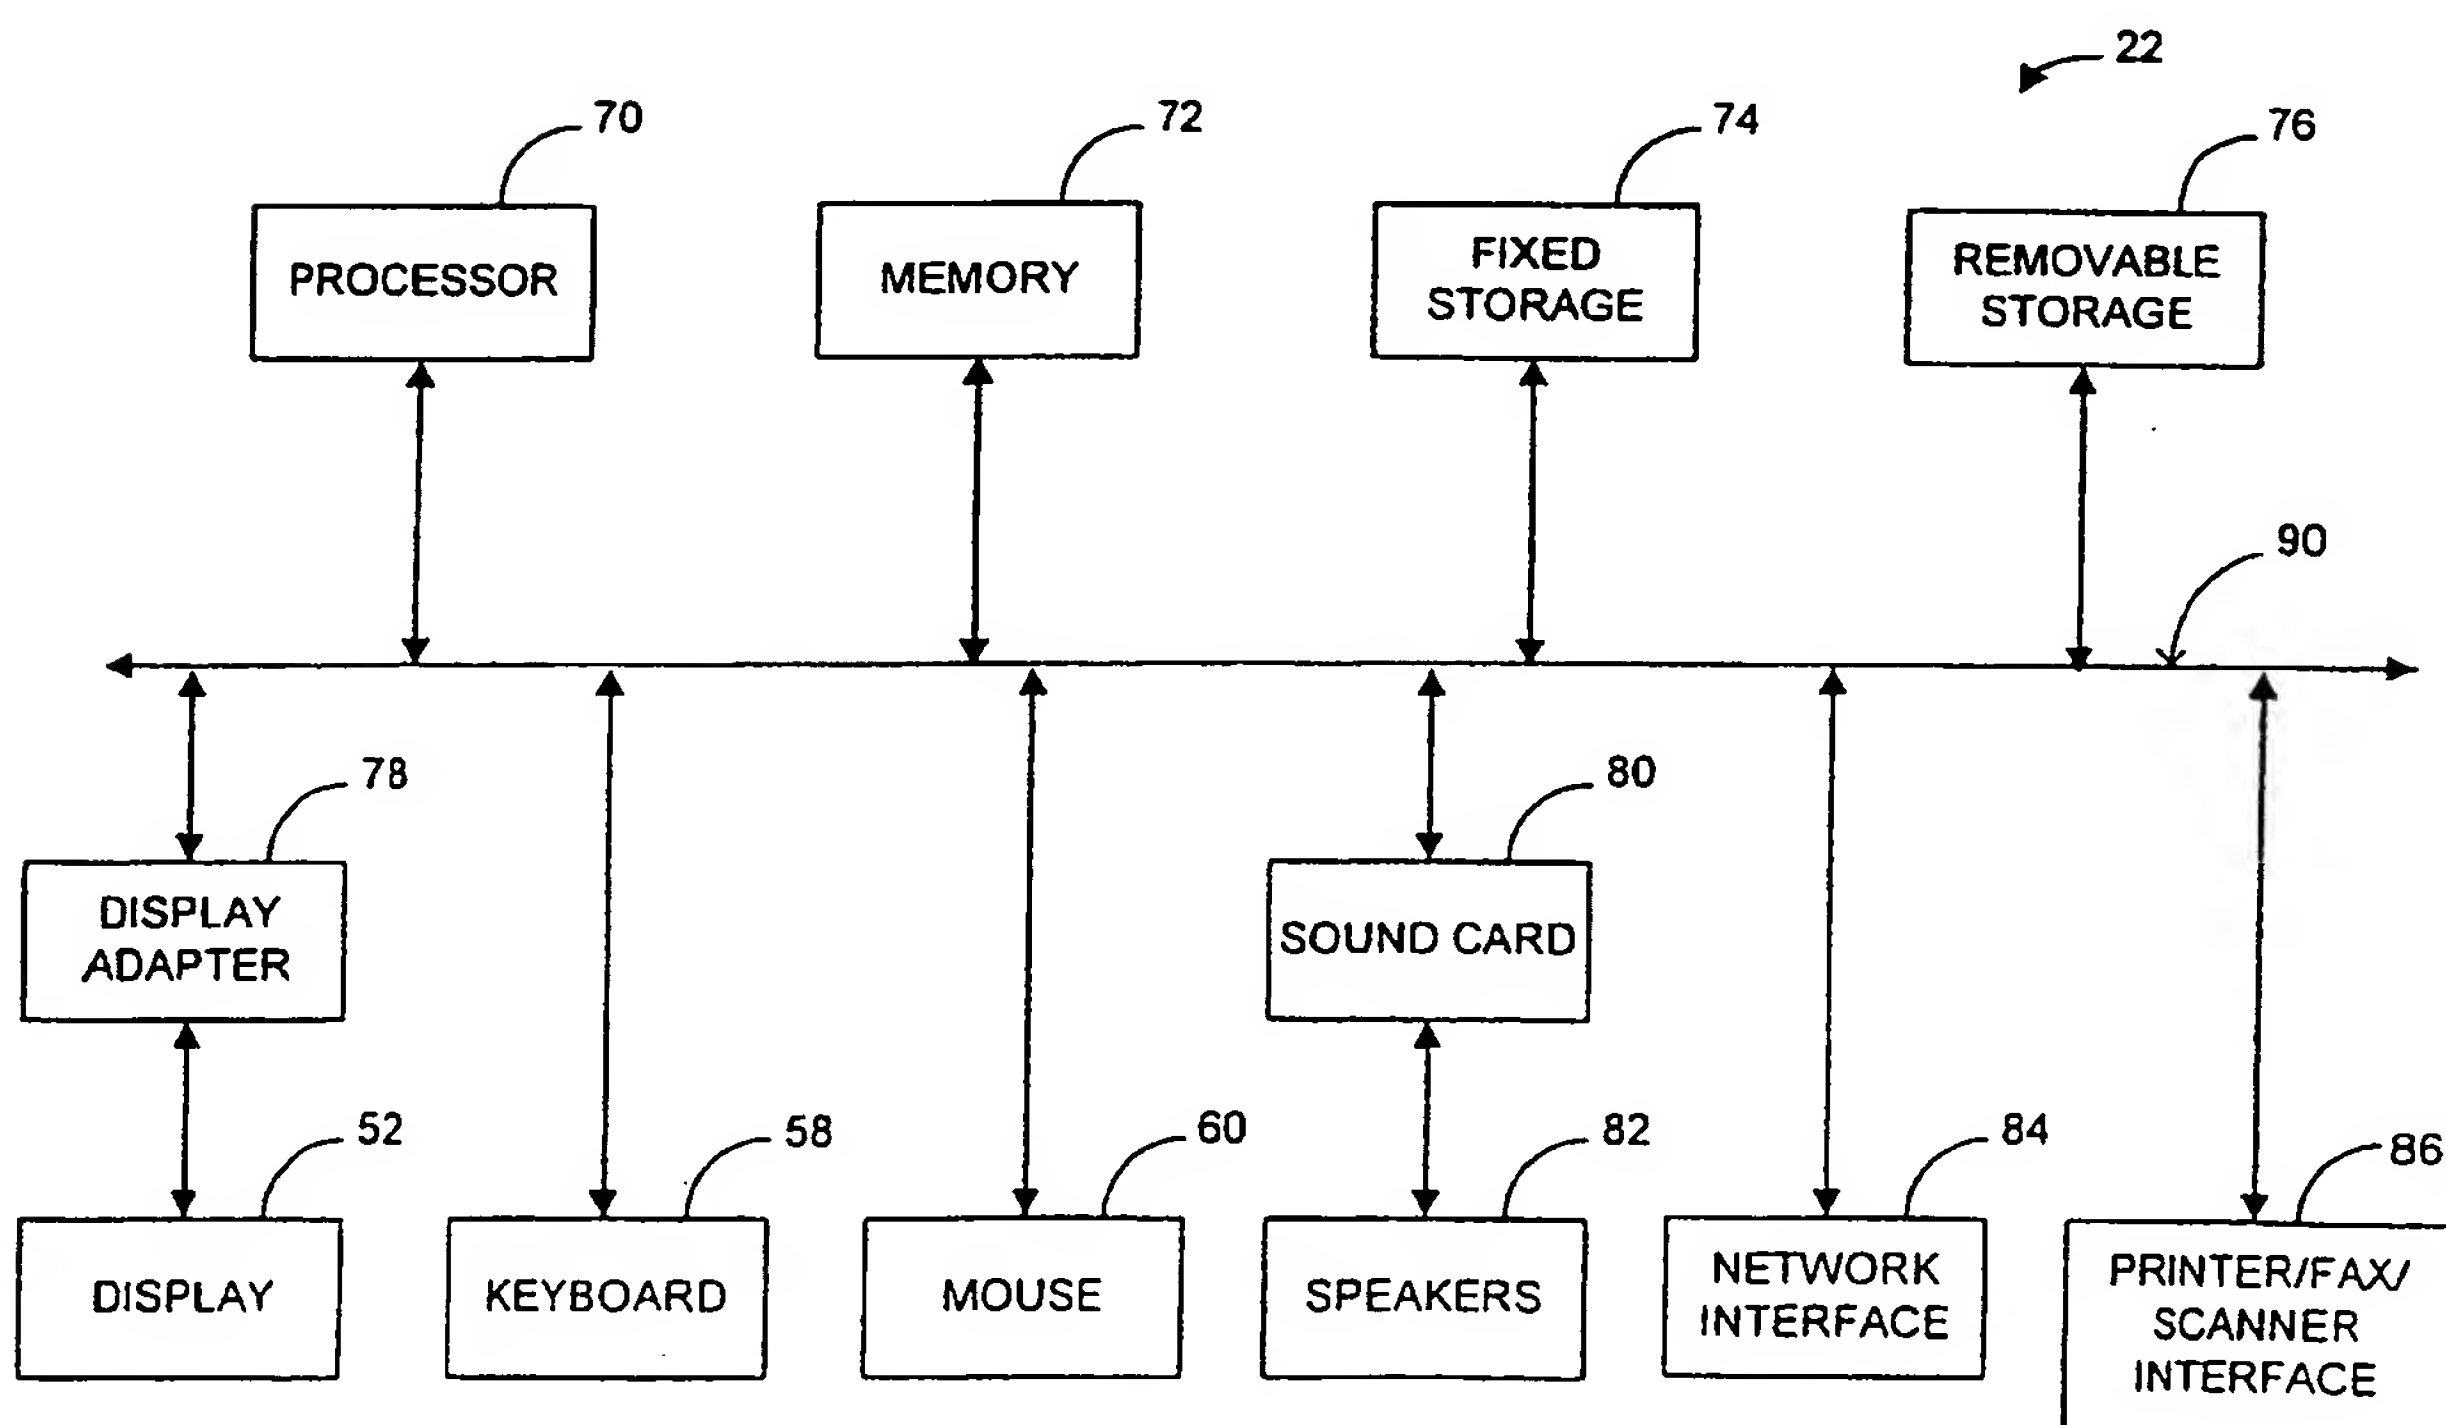 22
70
72
74
76
PROCESSOR
MEMORY
FIXED
STORAGE
REMOVABLE
STORAGE
90
78
80
DISPLAY
ADAPTER
SOUND CARD
52
58
60
82
84
86
DISPLAY
KEYBOARD
MOUSE
SPEAKERS
NETWORK
INTERFACE
PRINTER/FAX/
SCANNER
INTERFACE